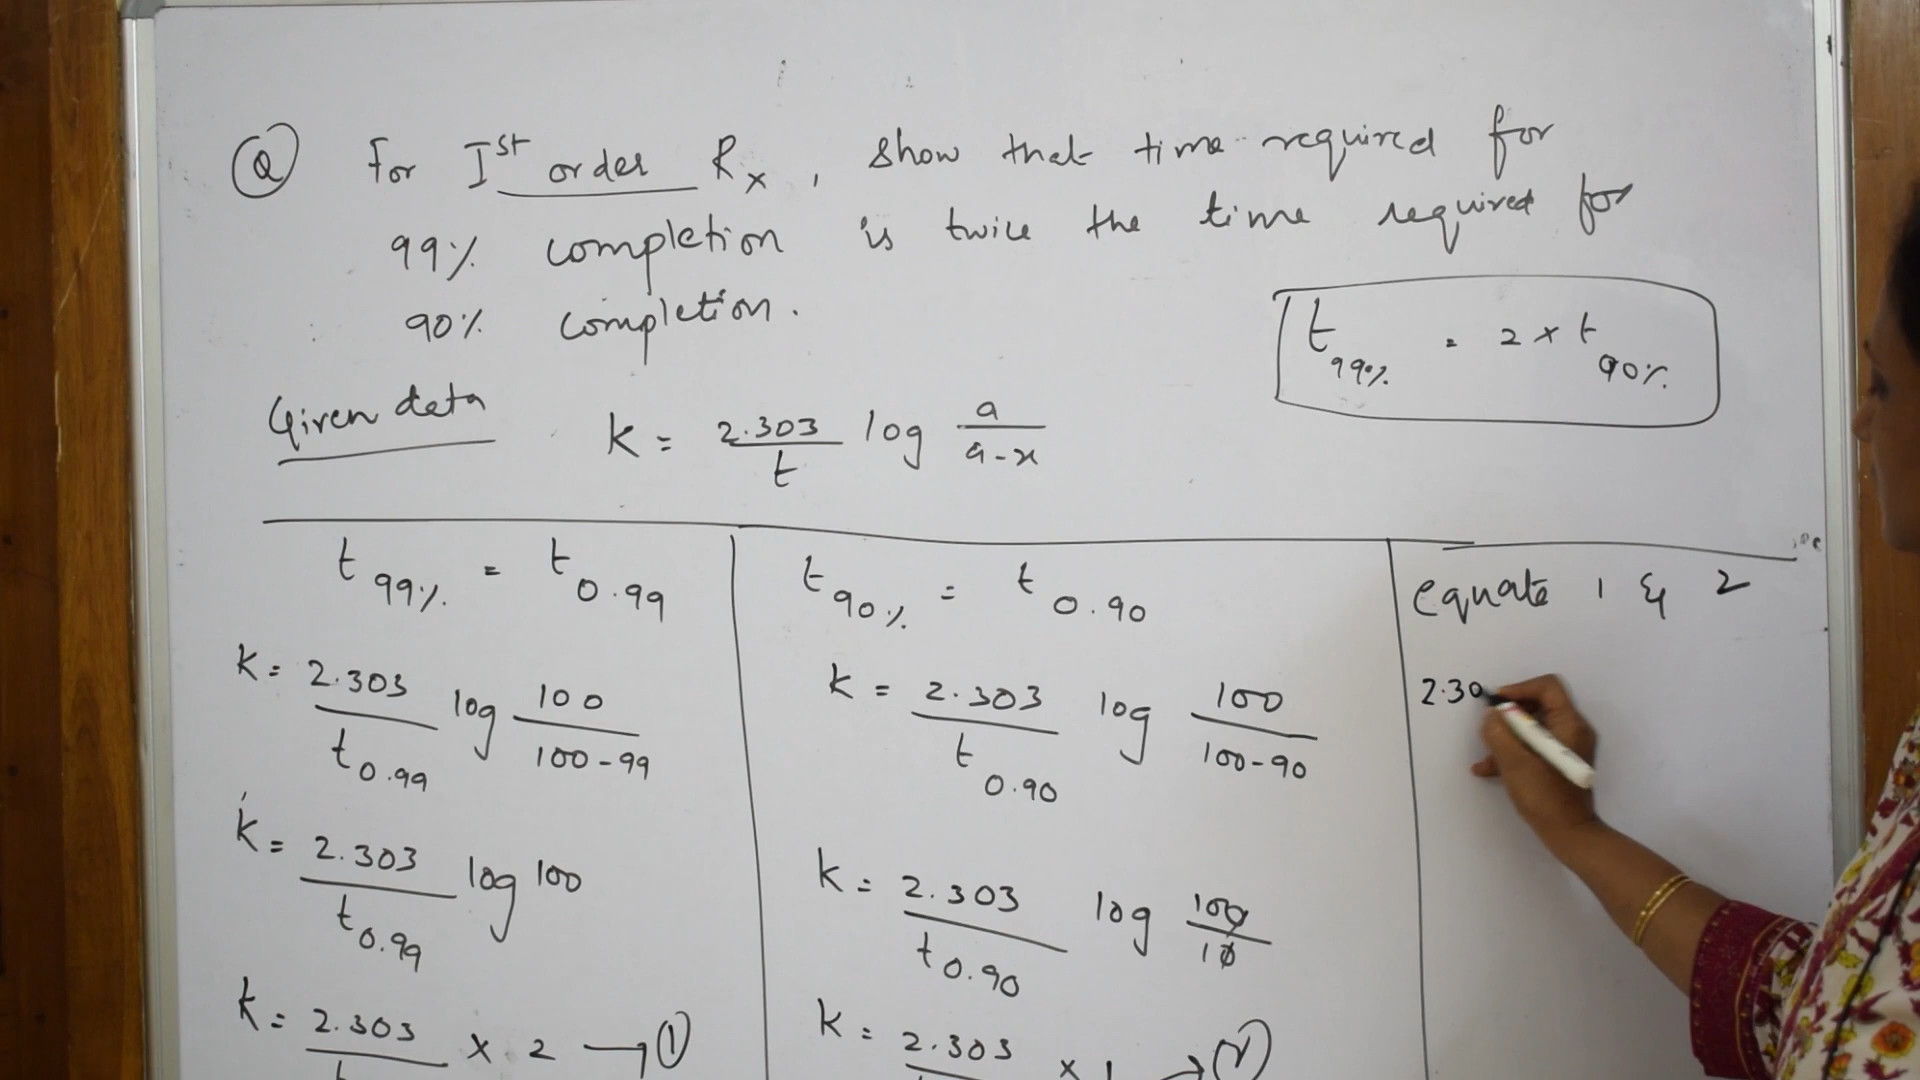 Q For Ist order Rx, show that time required for
99% completion is twice the time required for
90% completion.
t99% = 2 x t90%
Given data K = 2.303/t log a/a-x
t99% = t0.99
K = 2.303/t0.99 log 100/100-99
K = 2.303/t0.99 log 100
K = 2.303 x 2 → 1
t90% = t0.90
K = 2.303/t0.90 log 100/100-90
K = 2.303/t0.90 log 100/10
K = 2.303 x 1 → 2
equate 1 & 2
2.30